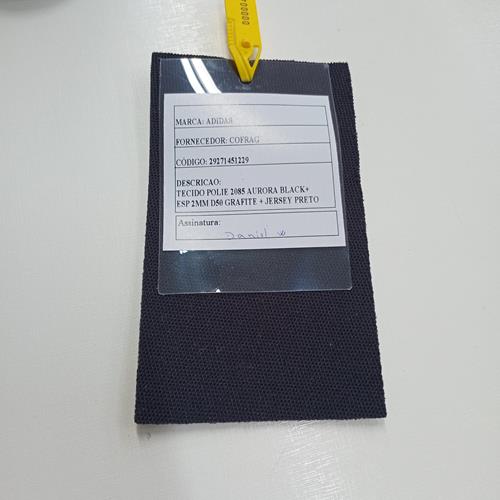 MARCA: ADIDAS
FORNECEDOR: COFRAG
CÓDIGO: 29271451229
DESCRICAO:
TECIDO POLIE 2085 AURORA BLACK+
ESP 2MM D50 GRAFITE + JERSEY PRETO
Assinatura:
Daniel